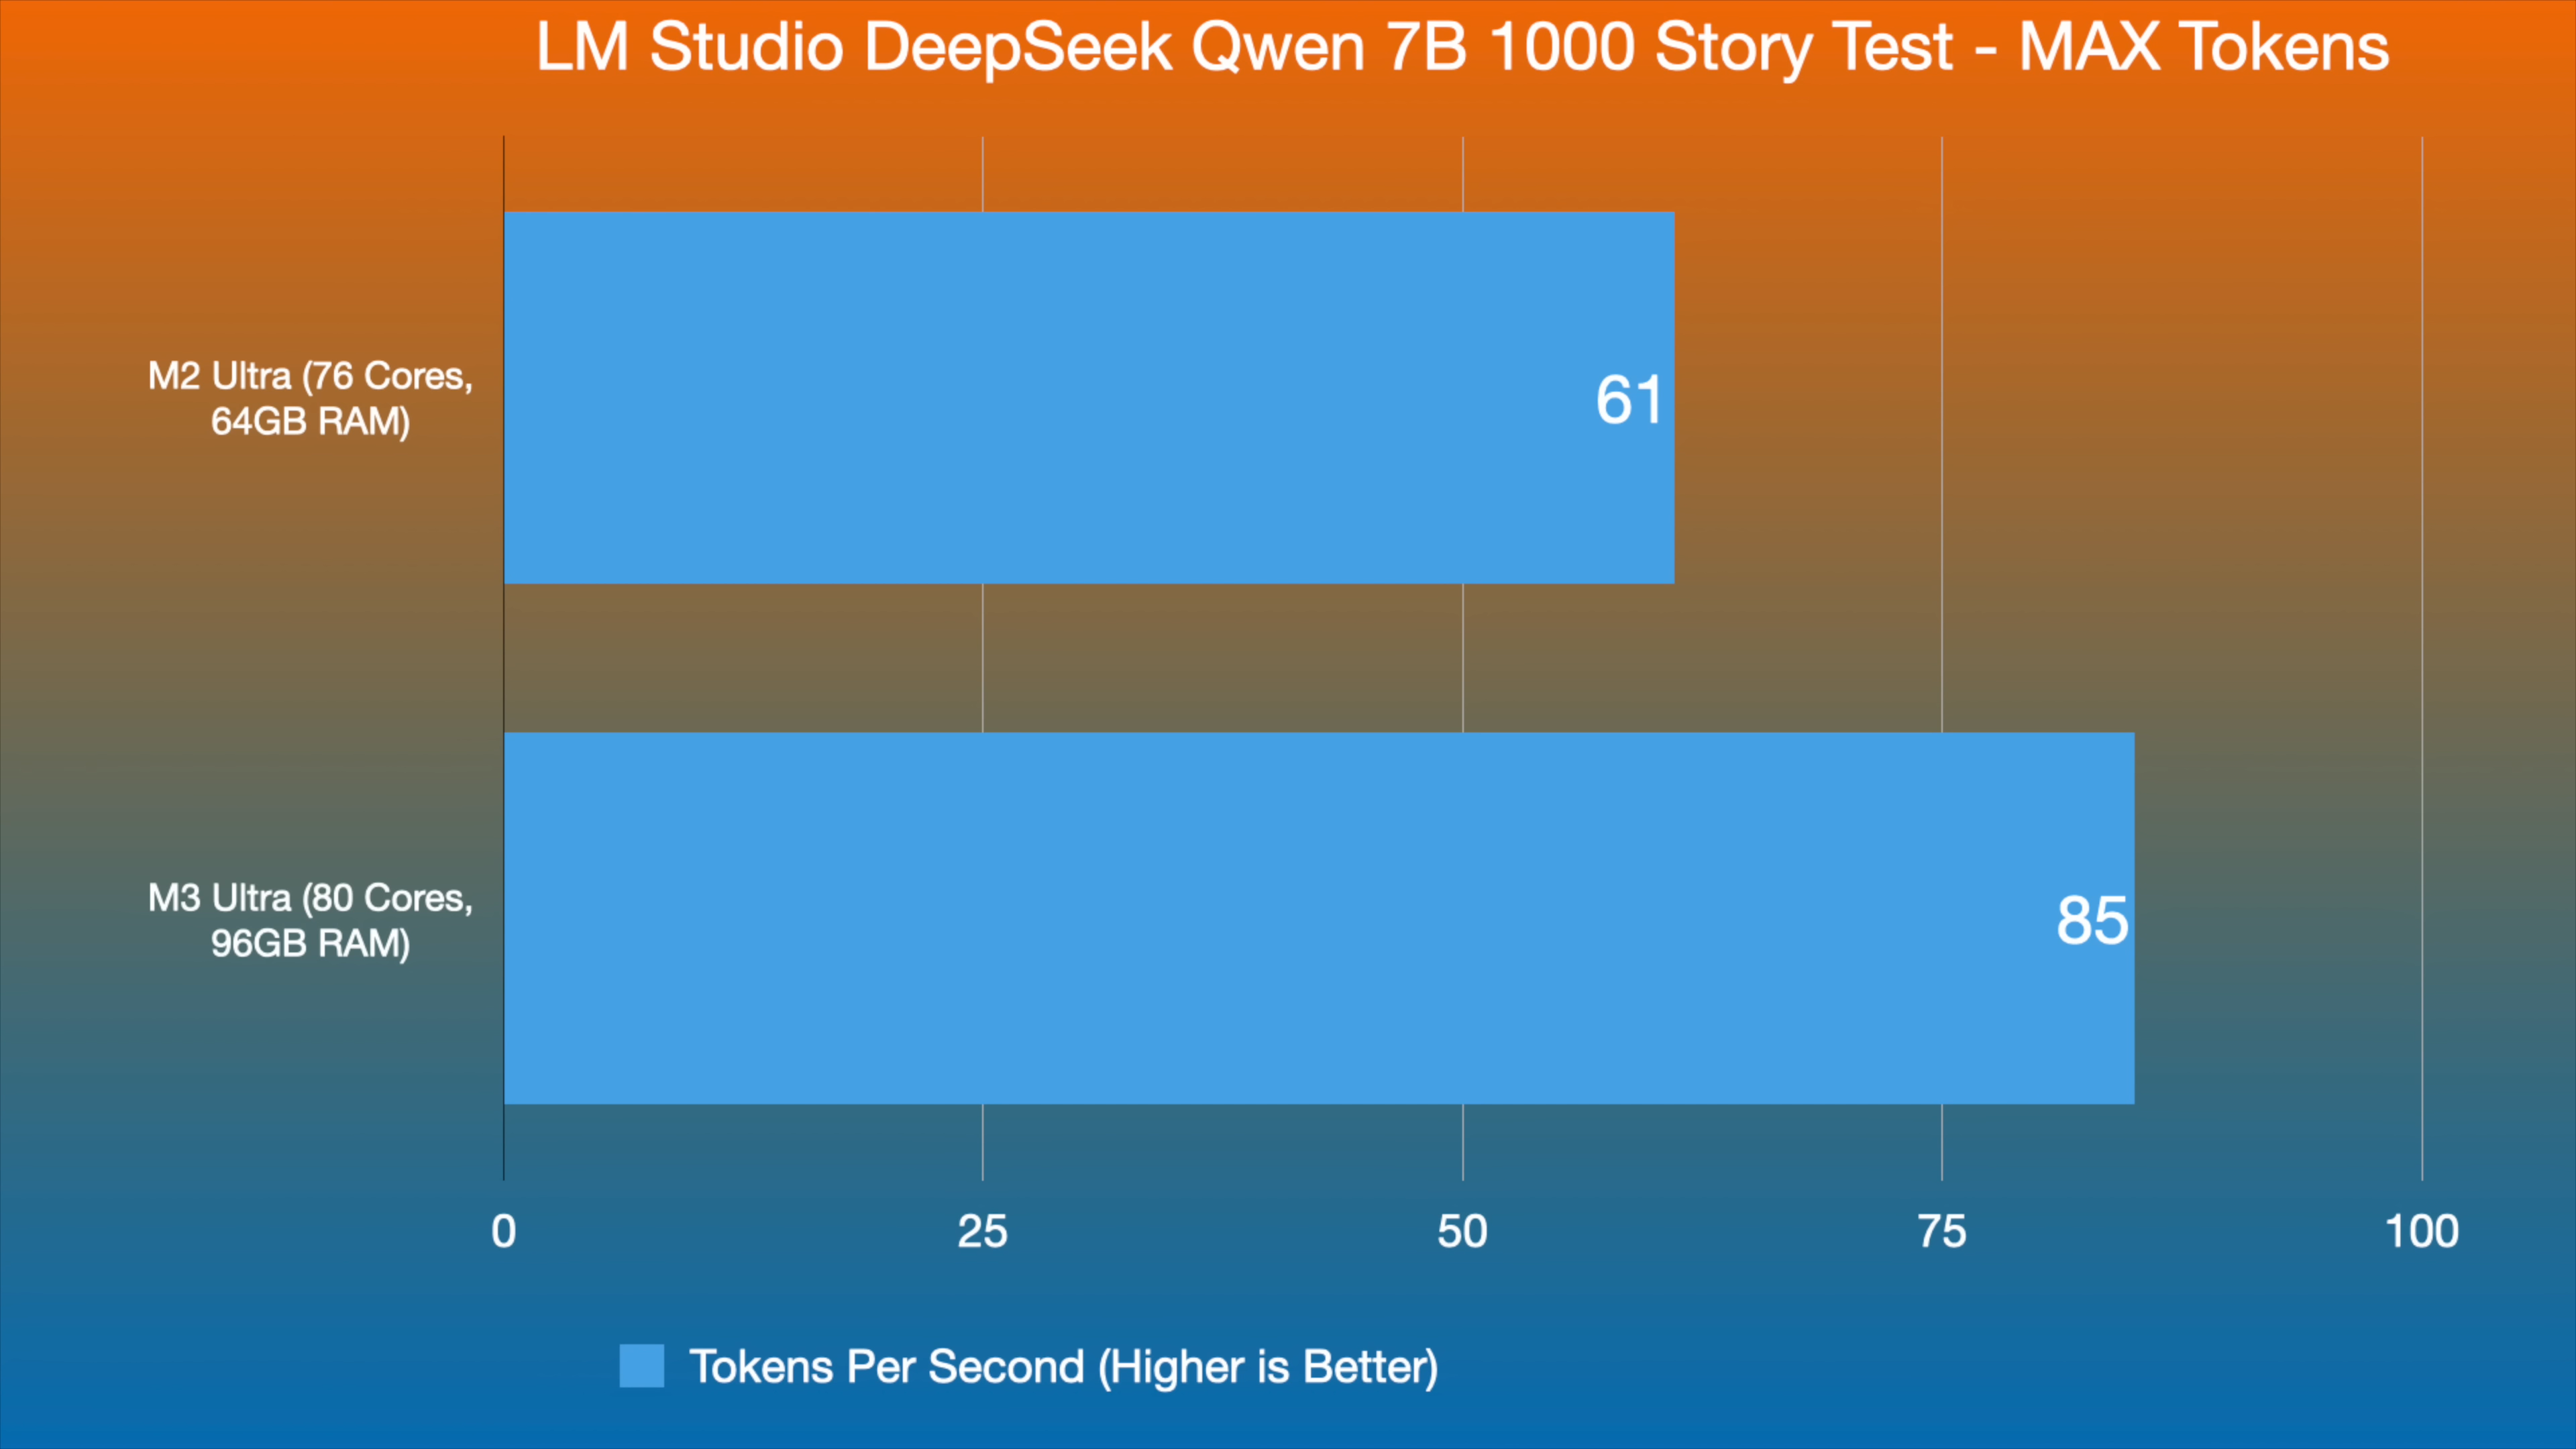 LM Studio DeepSeek Qwen 7B 1000 Story Test - MAX Tokens
M2 Ultra (76 Cores,
64GB RAM)
61
M3 Ultra (80 Cores,
96GB RAM)
85
0 25 50 75 100
Tokens Per Second (Higher is Better)